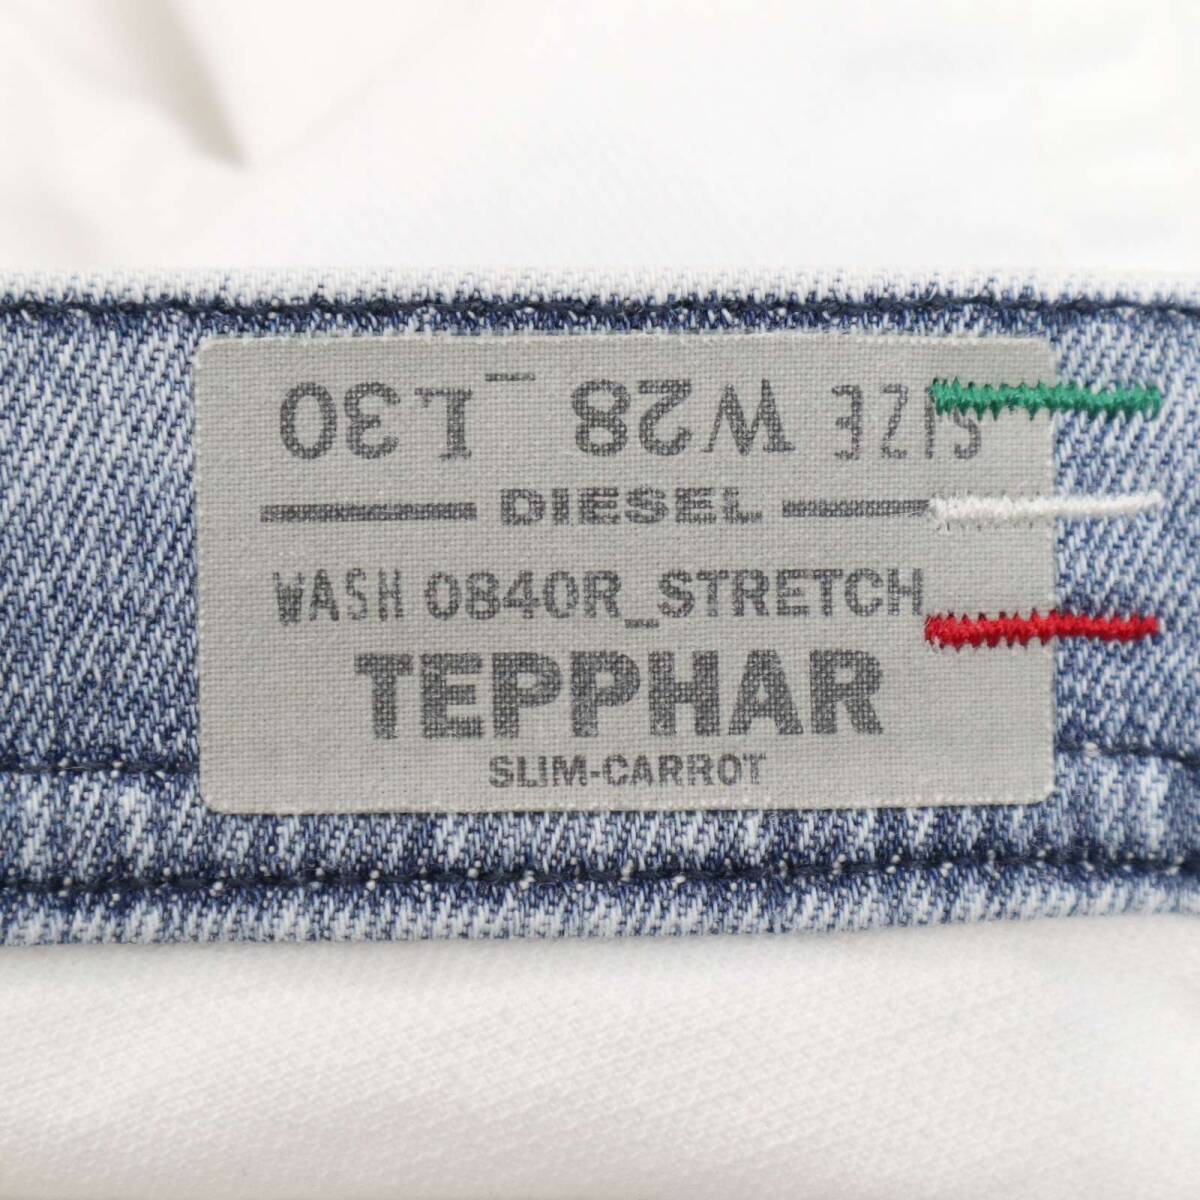 SIZE W28_L30
DIESEL
WASH 0840R_STRETCH
TEPPHAR
SLIM-CARROT